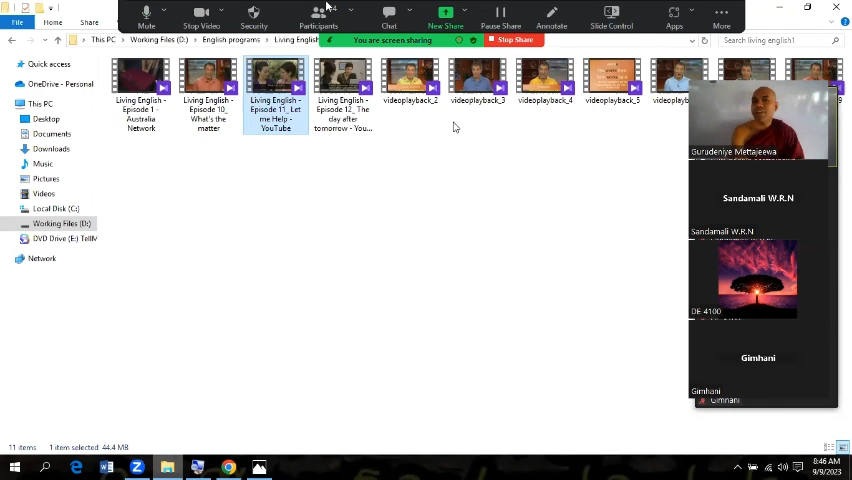 Mute
Stop Video
Security
Participants
Chat
New Share
Pause Share
Annotate
Slide Control
Apps
More
File
Home
Share
You are screen sharing
Stop Share
This PC
Working Files (D:)
English programs
Living English
Search living english1
Quick access
OneDrive - Personal
This PC
Desktop
Documents
Downloads
Music
Pictures
Videos
Local Disk (C:)
Working Files (D:)
DVD Drive (E:) TellM
Network
Living English -
Episode 1 -
Australia
Network
Living English -
Episode 10_
What's the
matter
Living English -
Episode 11_ Let
me Help -
YouTube
Living English -
Episode 12_ The
day after
tomorrow - You...
videoplayback_2
videoplayback_3
videoplayback_4
videoplayback_5
Gurudeniye Mettajeewa
Sandamali W.R.N
Sandamali W.R.N
DE 4100
Gimhani
Gimhani
Gimhani
11 items
1 item selected 44.4 MB
8:46 AM
9/9/2023